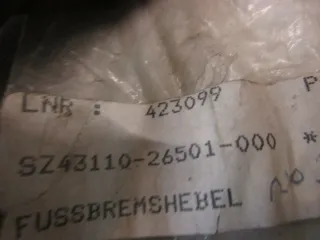 LNR : 423099 P
SZ43110-26501-000 *
FUSSBREMSHEBEL